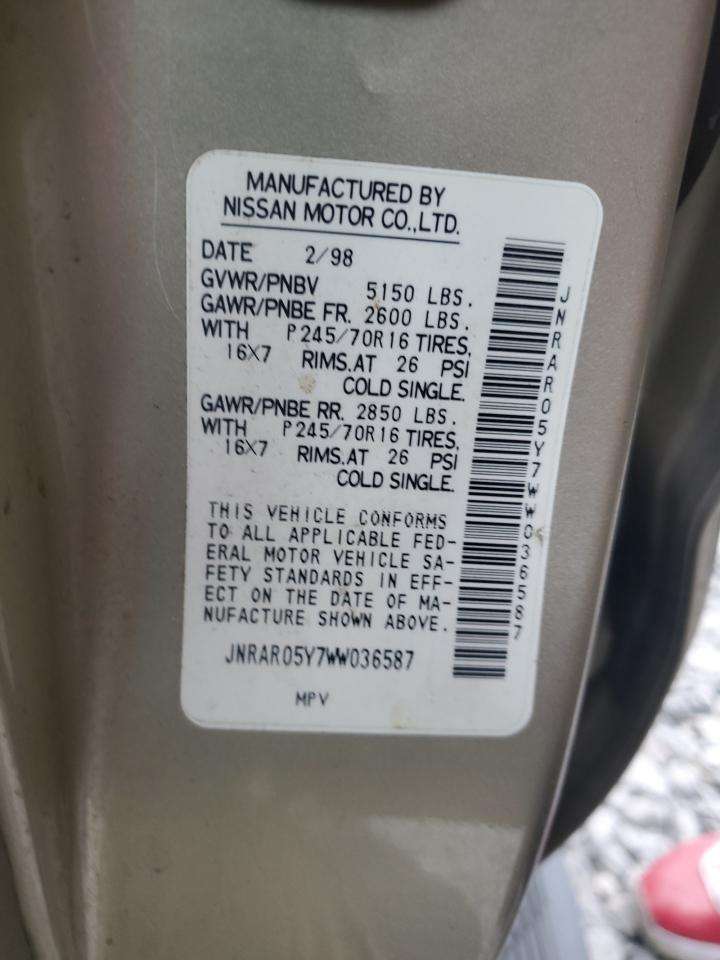 MANUFACTURED BY
NISSAN MOTOR CO.,LTD.
DATE 2/98
GVWR/PNBV 5150 LBS.
GAWR/PNBE FR. 2600 LBS.
WITH P245/70R16 TIRES,
16X7 RIMS.AT 26 PSI
COLD SINGLE.
GAWR/PNBE RR. 2850 LBS.
WITH P245/70R16 TIRES,
16X7 RIMS.AT 26 PSI
COLD SINGLE.
THIS VEHICLE CONFORMS
TO ALL APPLICABLE FED-
ERAL MOTOR VEHICLE SA-
FETY STANDARDS IN EFF-
ECT ON THE DATE OF MA-
NUFACTURE SHOWN ABOVE.
JNRAR05Y7WW036587
MPV
JNRAR05Y7WW036587